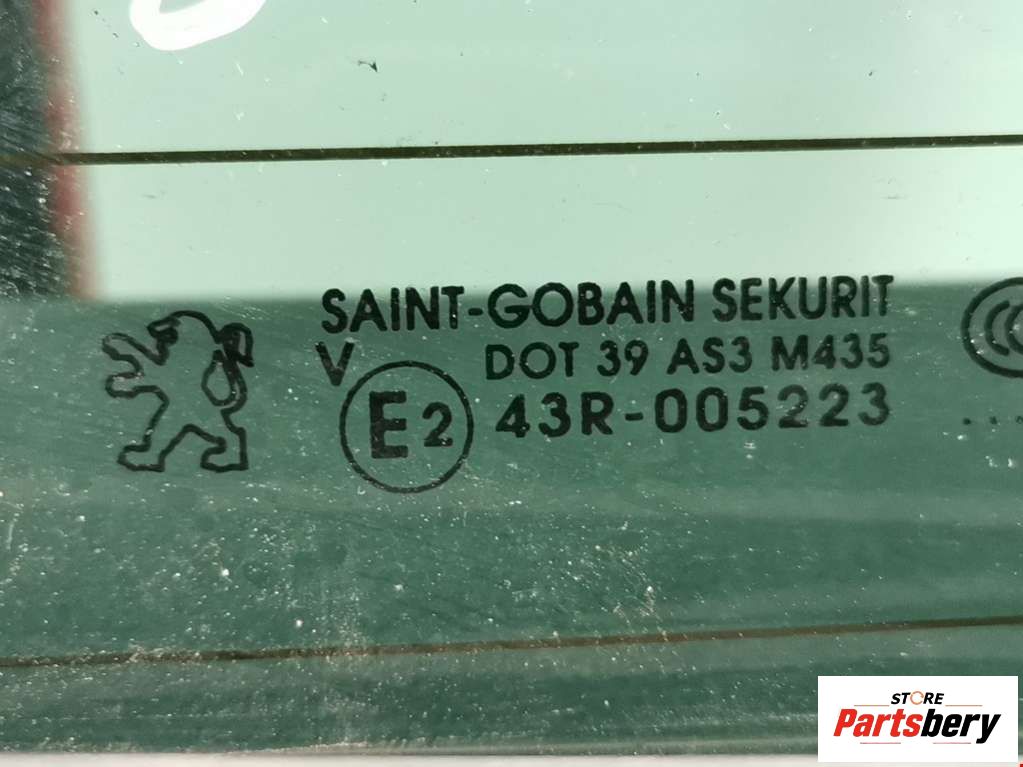 SAINT-GOBAIN SEKURIT
V DOT 39 AS3 M435
E2 43R-005223
...
STORE
Partsbery